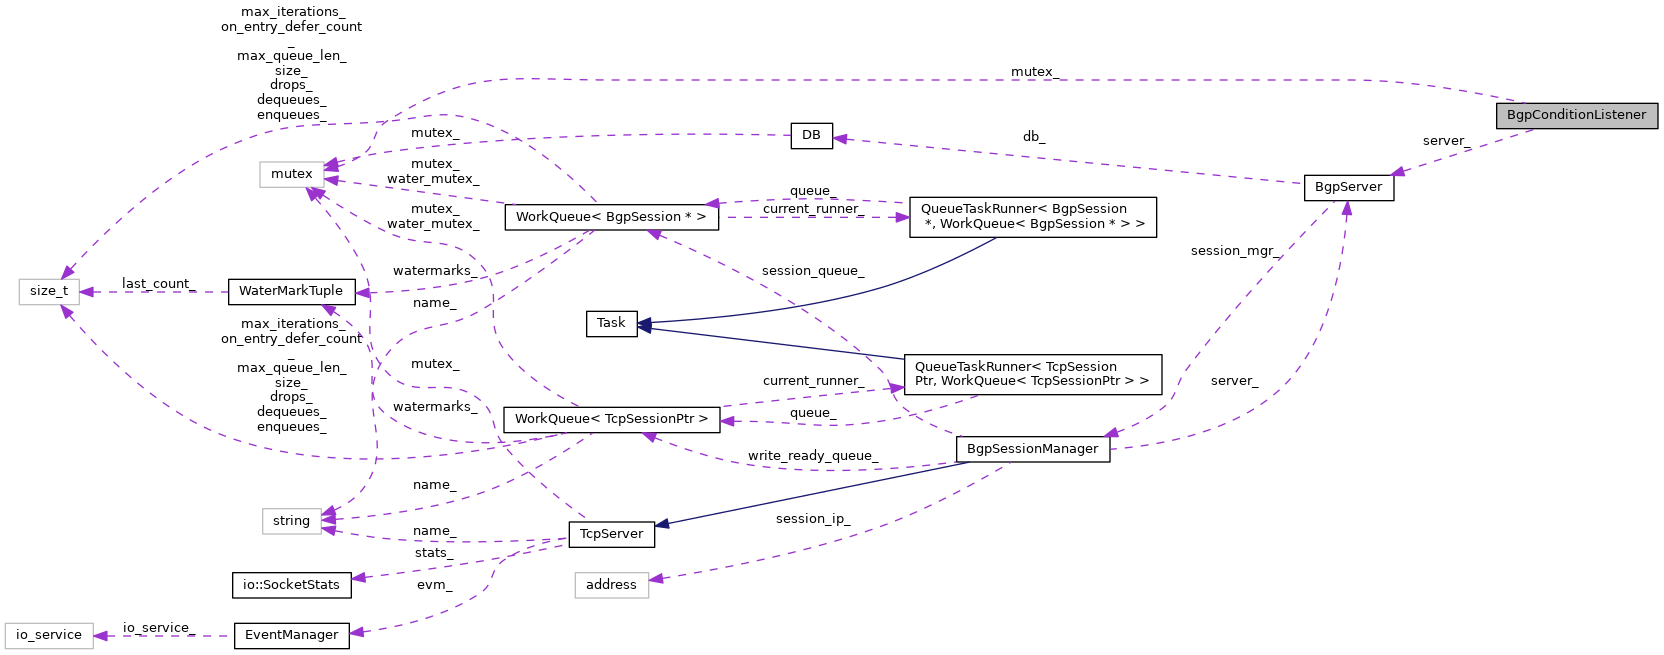 max_iterations_
on_entry_defer_count
_
max_queue_len_
size_
drops_
dequeues_
enqueues_
mutex_
BgpConditionListener
mutex_
DB
db_
server_
mutex
mutex_
water_mutex_
queue_
current_runner_
BgpServer
WorkQueue< BgpSession * >
QueueTaskRunner< BgpSession
*, WorkQueue< BgpSession * > >
mutex_
water_mutex_
session_mgr_
watermarks_
session_queue_
size_t
last_count_
WaterMarkTuple
name_
Task
max_iterations_
on_entry_defer_count
_
max_queue_len_
size_
drops_
dequeues_
enqueues_
mutex_
QueueTaskRunner< TcpSession
Ptr, WorkQueue< TcpSessionPtr > >
current_runner_
server_
watermarks_
queue_
WorkQueue< TcpSessionPtr >
BgpSessionManager
write_ready_queue_
name_
string
session_ip_
name_
TcpServer
stats_
io::SocketStats
evm_
address
io_service
io_service_
EventManager